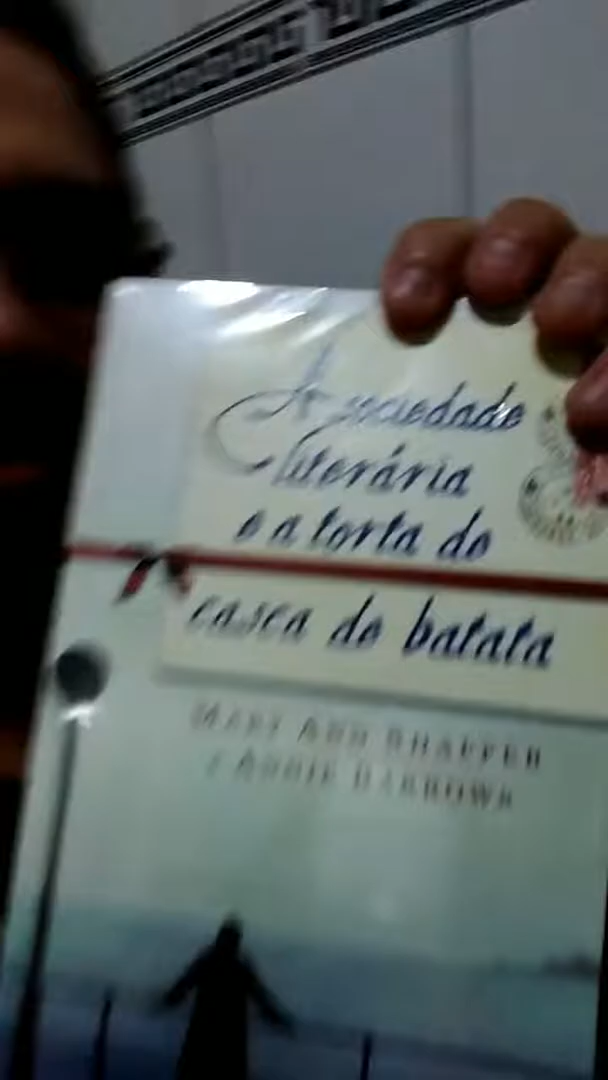 A sociedade
literária
e a torta de
casca de batata
Mary Ann Shaffer
e Annie Barrows